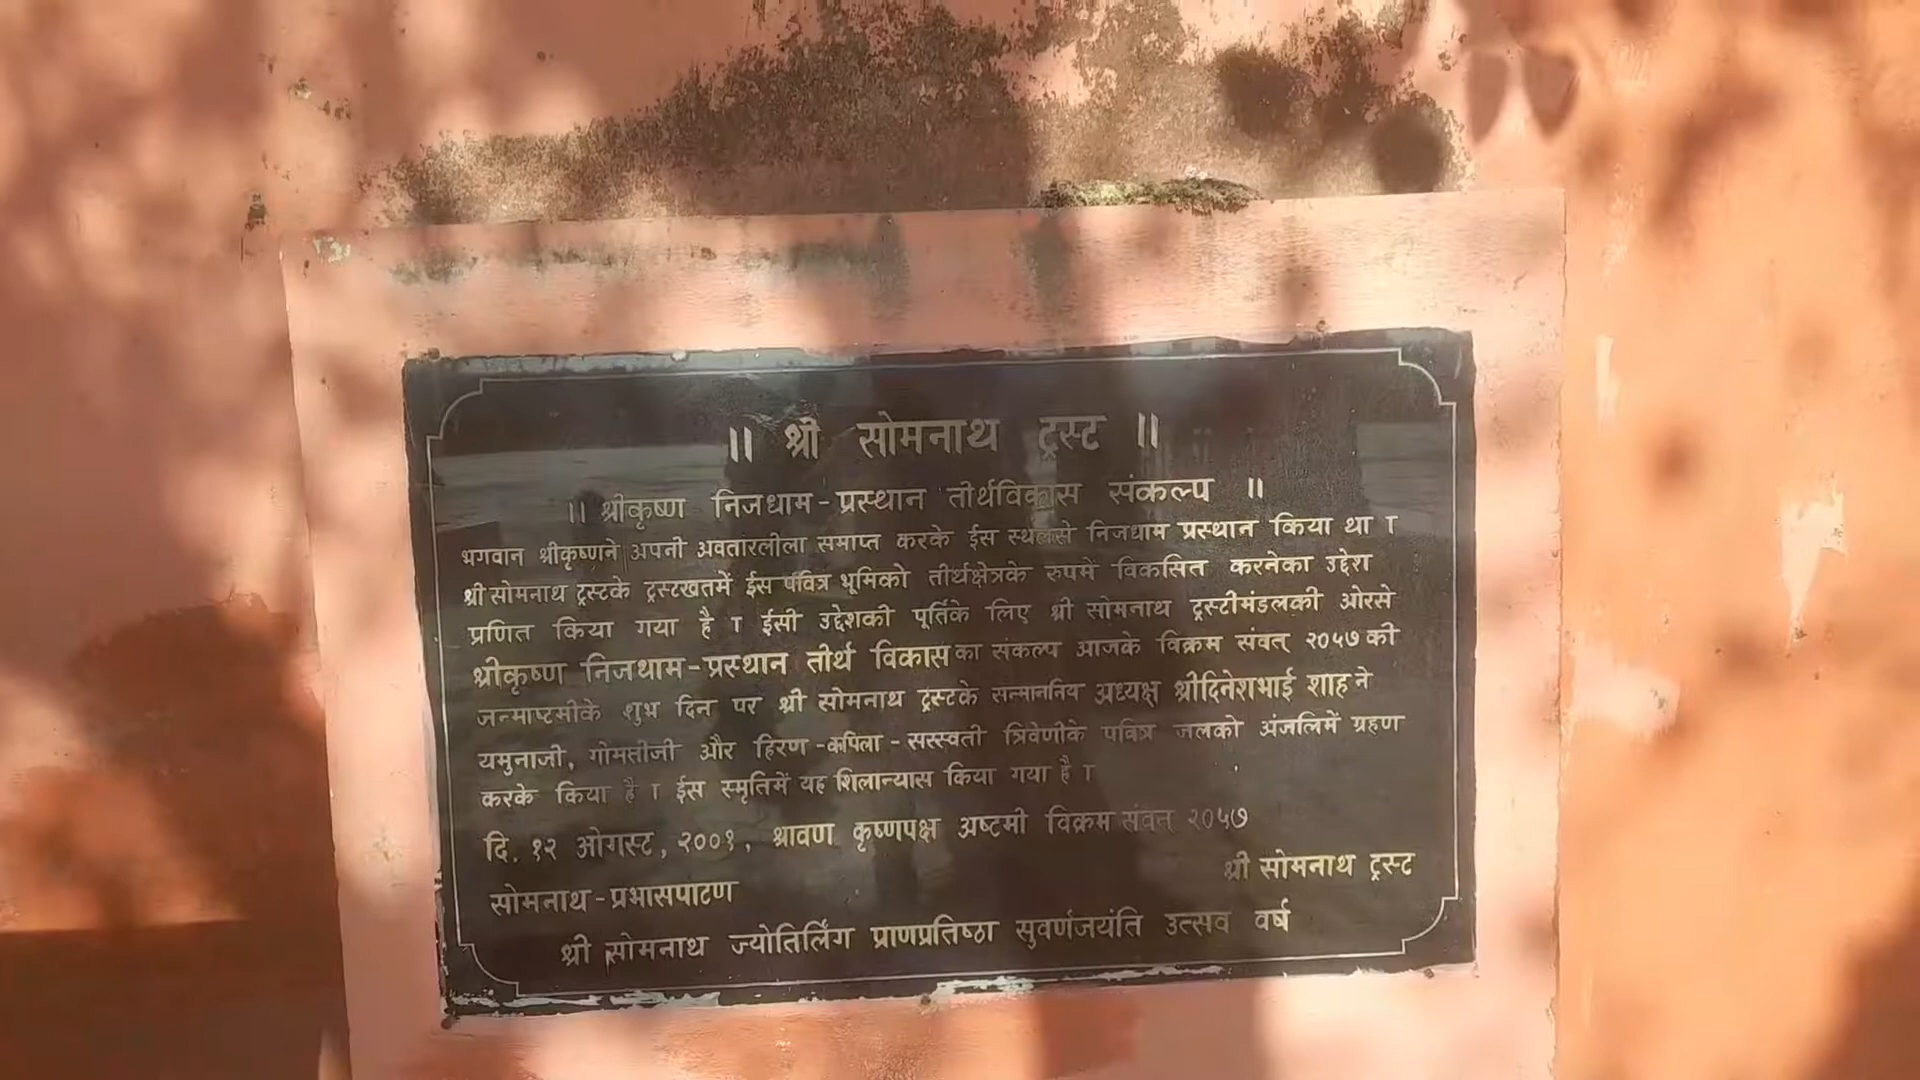 ॥ श्री सोमनाथ ट्रस्ट ॥
॥ श्रीकृष्ण निजधाम-प्रस्थान तीर्थविकास संकल्प ॥
भगवान श्रीकृष्णने अपनी अवतारलीला समाप्त करके ईस स्थलसे निजधाम प्रस्थान किया था ।
श्री सोमनाथ ट्रस्टके ट्रस्टखतमें ईस पवित्र भूमिको तीर्थक्षेत्रके रुपमें विकसित करनेका उद्देश
प्रणित किया गया है । ईसी उद्देशकी पूर्तिके लिए श्री सोमनाथ ट्रस्टीमंडलकी ओरसे
श्रीकृष्ण निजधाम-प्रस्थान तीर्थ विकास का संकल्प आजके विक्रम संवत् २०५७ की
जन्माष्टमीके शुभ दिन पर श्री सोमनाथ ट्रस्टके सन्माननिय अध्यक्ष श्रीदिनेशभाई शाह ने
यमुनाजी, गोमतीजी और हिरण-कपिला-सरस्वती त्रिवेणीके पवित्र जलको अंजलिमें ग्रहण
करके किया है । ईस स्मृतिमें यह शिलान्यास किया गया है ।
दि. १२ ओगस्ट, २००१, श्रावण कृष्णपक्ष अष्टमी विक्रम संवत् २०५७
श्री सोमनाथ ट्रस्ट
सोमनाथ-प्रभासपाटण
श्री सोमनाथ ज्योतिर्लिंग प्राणप्रतिष्ठा सुवर्णजयंति उत्सव वर्ष